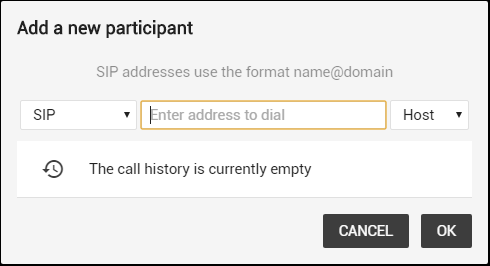 Add a new participant
SIP addresses use the format name@domain
SIP Enter address to dial Host
The call history is currently empty
CANCEL OK